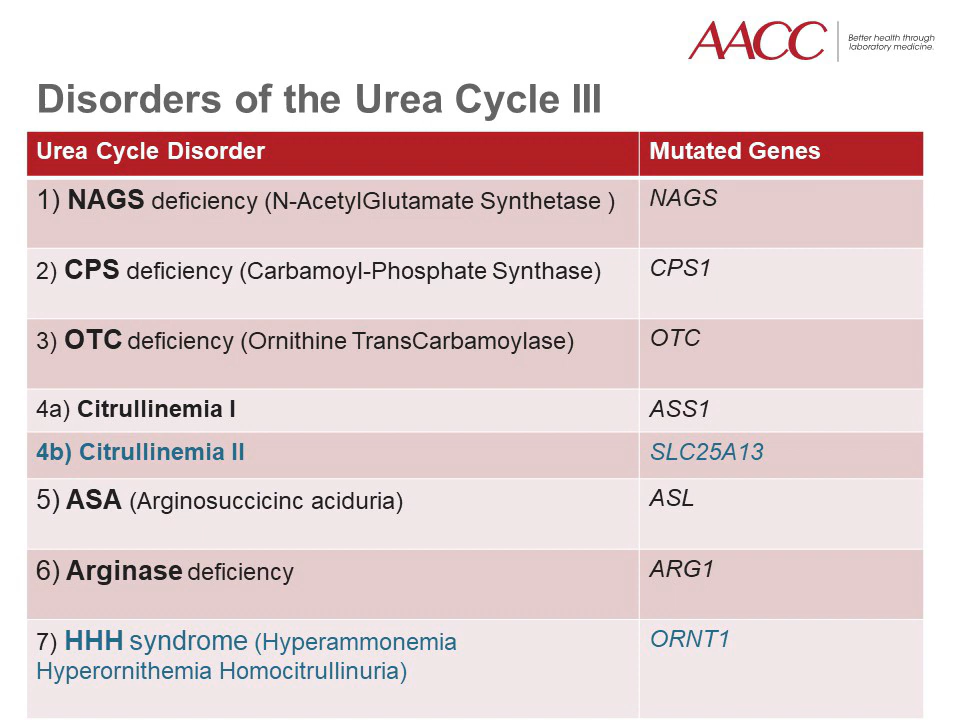 AACC
Better health through
laboratory medicine.
Disorders of the Urea Cycle III
Urea Cycle Disorder Mutated Genes
1) NAGS deficiency (N-AcetylGlutamate Synthetase ) NAGS
2) CPS deficiency (Carbamoyl-Phosphate Synthase) CPS1
3) OTC deficiency (Ornithine TransCarbamoylase) OTC
4a) Citrullinemia I ASS1
4b) Citrullinemia II SLC25A13
5) ASA (Arginosuccicinc aciduria) ASL
6) Arginase deficiency ARG1
7) HHH syndrome (Hyperammonemia ORNT1
Hyperornithemia Homocitrullinuria)